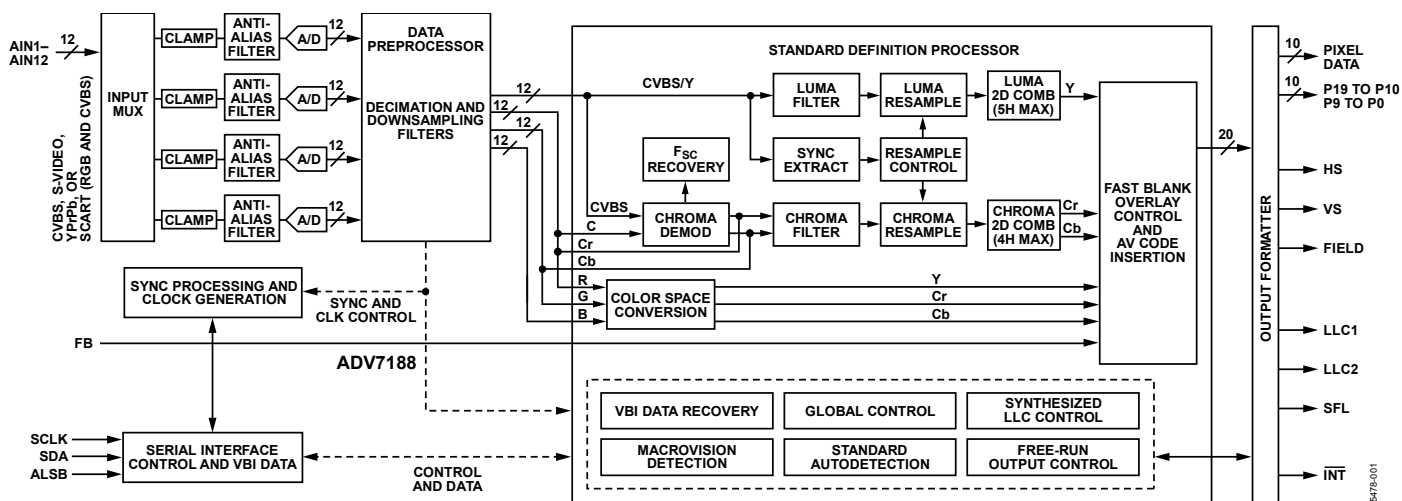 AIN1–
AIN12
12
CVBS, S-VIDEO,
YPrPb, OR
SCART (RGB AND CVBS)
INPUT
MUX
CLAMP
ANTI-
ALIAS
FILTER
A/D
12
CLAMP
ANTI-
ALIAS
FILTER
A/D
12
CLAMP
ANTI-
ALIAS
FILTER
A/D
12
CLAMP
ANTI-
ALIAS
FILTER
A/D
12
DATA
PREPROCESSOR
DECIMATION AND
DOWNSAMPLING
FILTERS
12
12
12
12
STANDARD DEFINITION PROCESSOR
CVBS/Y
LUMA
FILTER
LUMA
RESAMPLE
LUMA
2D COMB
(5H MAX)
Y
FSC
RECOVERY
SYNC
EXTRACT
RESAMPLE
CONTROL
CVBS
C
Cr
Cb
CHROMA
DEMOD
CHROMA
FILTER
CHROMA
RESAMPLE
CHROMA
2D COMB
(4H MAX)
Cr
Cb
R
G
B
COLOR SPACE
CONVERSION
Y
Cr
Cb
FAST BLANK
OVERLAY
CONTROL
AND
AV CODE
INSERTION
20
OUTPUT FORMATTER
10
PIXEL
DATA
10
P19 TO P10
P9 TO P0
HS
VS
FIELD
LLC1
LLC2
SFL
INT
SYNC PROCESSING AND
CLOCK GENERATION
SYNC AND
CLK CONTROL
FB
ADV7188
SCLK
SDA
ALSB
SERIAL INTERFACE
CONTROL AND VBI DATA
CONTROL
AND DATA
VBI DATA RECOVERY
GLOBAL CONTROL
SYNTHESIZED
LLC CONTROL
MACROVISION
DETECTION
STANDARD
AUTODETECTION
FREE-RUN
OUTPUT CONTROL
5478-001